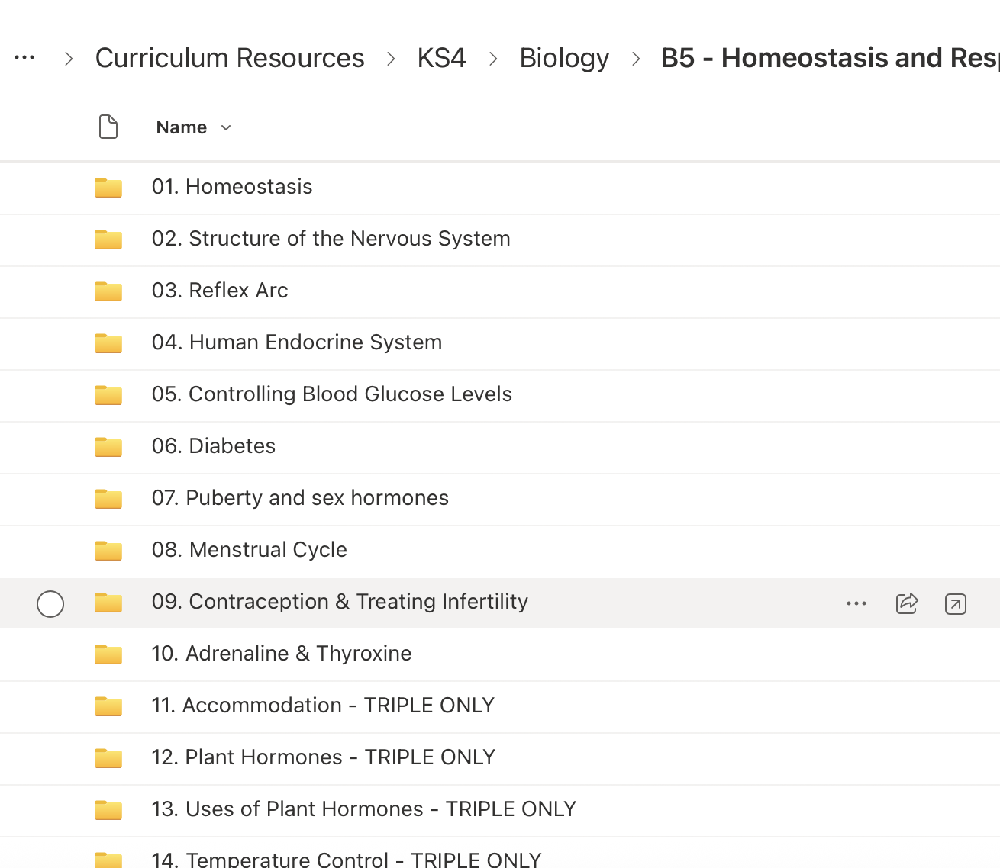 ... > Curriculum Resources > KS4 > Biology > B5 - Homeostasis and Resp
Name
01. Homeostasis
02. Structure of the Nervous System
03. Reflex Arc
04. Human Endocrine System
05. Controlling Blood Glucose Levels
06. Diabetes
07. Puberty and sex hormones
08. Menstrual Cycle
09. Contraception & Treating Infertility
10. Adrenaline & Thyroxine
11. Accommodation - TRIPLE ONLY
12. Plant Hormones - TRIPLE ONLY
13. Uses of Plant Hormones - TRIPLE ONLY
14. Temperature Control - TRIPLE ONLY